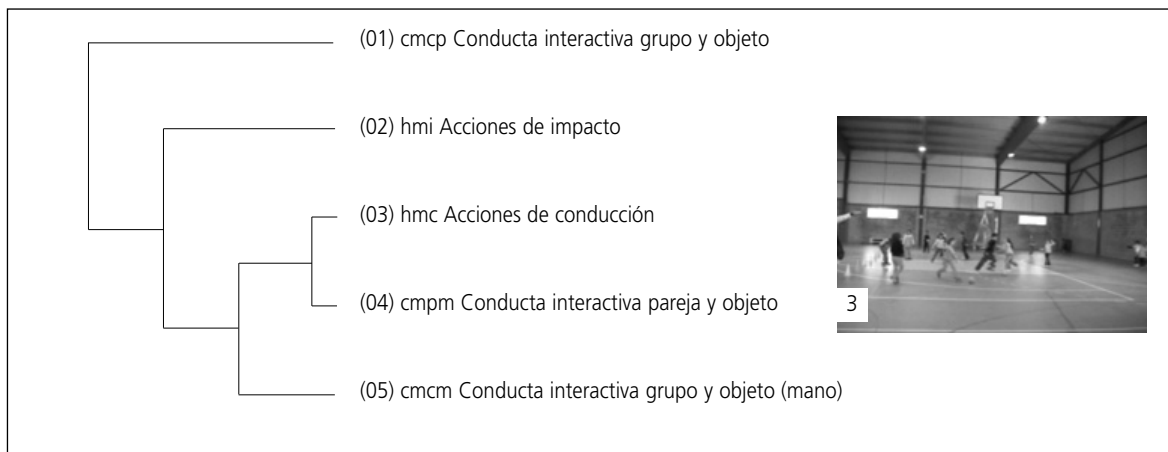 (01) cmcp Conducta interactiva grupo y objeto
(02) hmi Acciones de impacto
(03) hmc Acciones de conducción
(04) cmpm Conducta interactiva pareja y objeto
3
(05) cmcm Conducta interactiva grupo y objeto (mano)